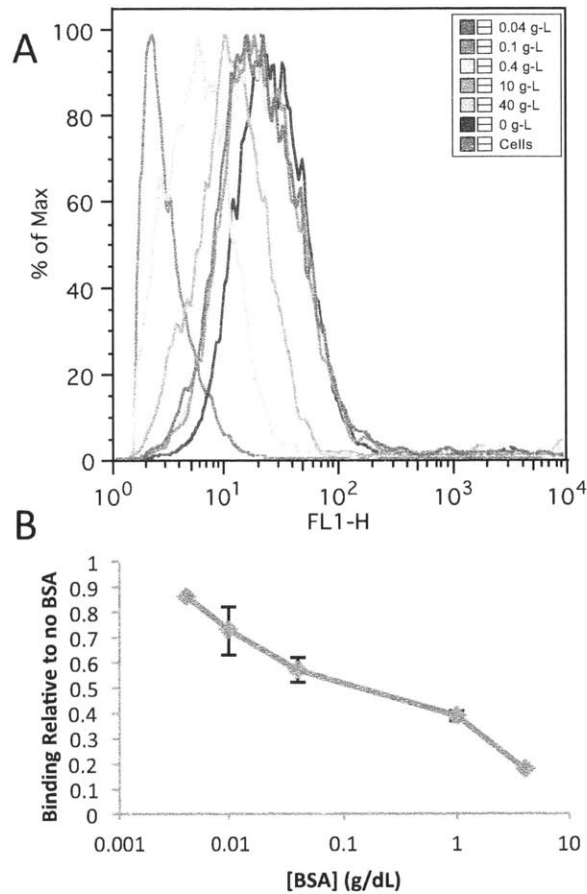 A
0.04 g-L
0.1 g-L
0.4 g-L
10 g-L
40 g-L
0 g-L
Cells
% of Max
100
80
60
40
20
0
10^0 10^1 10^2 10^3 10^4
FL1-H
B
Binding Relative to no BSA
1
0.9
0.8
0.7
0.6
0.5
0.4
0.3
0.2
0.1
0
0.001 0.01 0.1 1 10
[BSA] (g/dL)